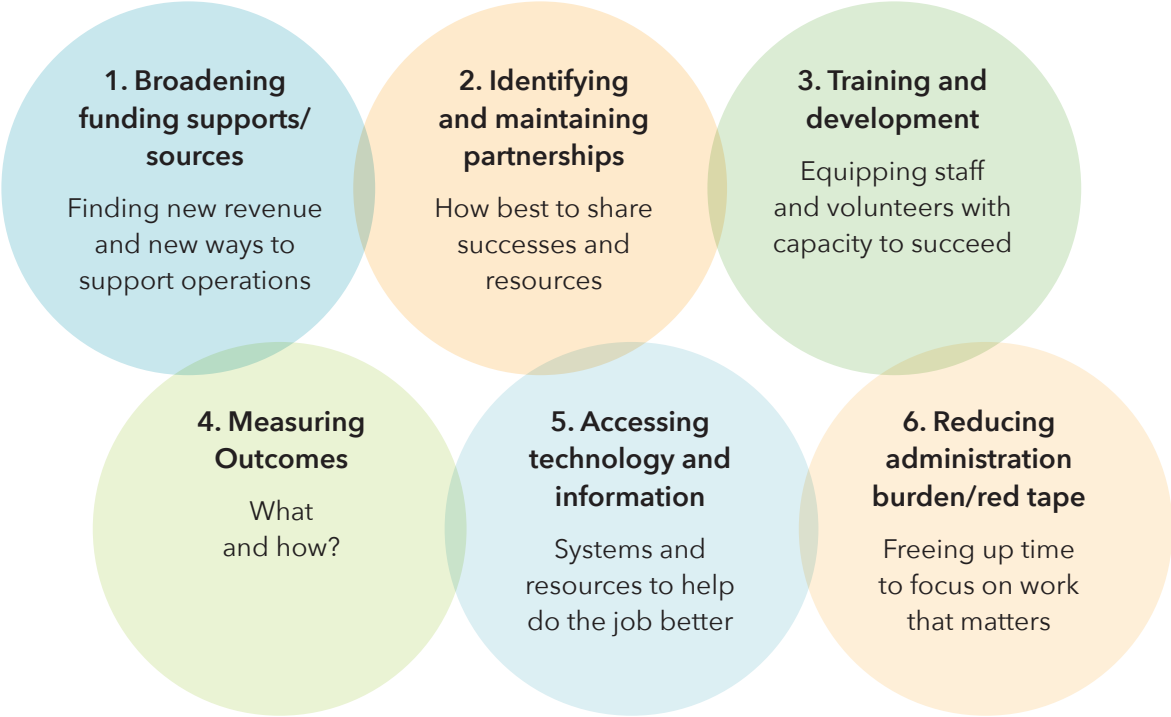 1. Broadening
funding supports/
sources
Finding new revenue
and new ways to
support operations
2. Identifying
and maintaining
partnerships
How best to share
successes and
resources
3. Training and
development
Equipping staff
and volunteers with
capacity to succeed
4. Measuring
Outcomes
What
and how?
5. Accessing
technology and
information
Systems and
resources to help
do the job better
6. Reducing
administration
burden/red tape
Freeing up time
to focus on work
that matters